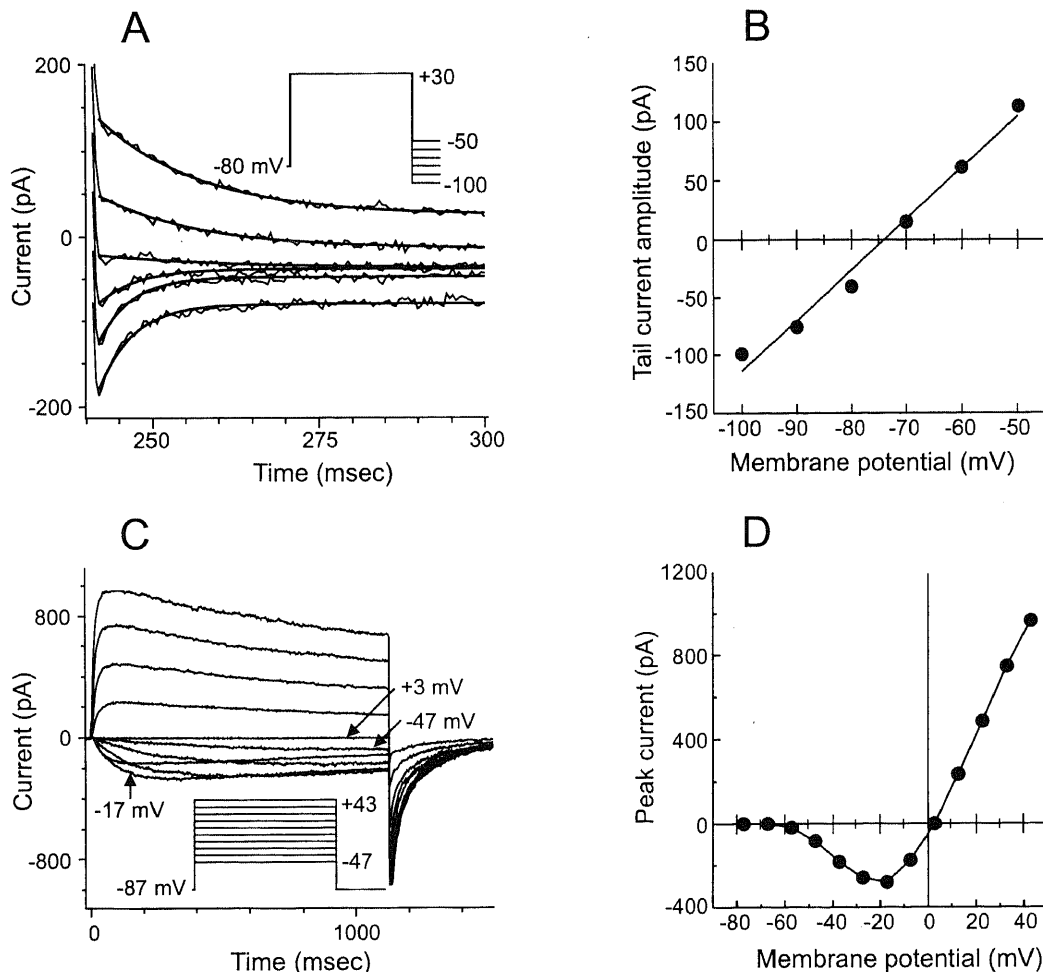 A
200
0
-200
Current (pA)
250
275
300
Time (msec)
+30
-50
-100
-80 mV
B
150
100
50
0
-50
-100
-150
Tail current amplitude (pA)
-100
-90
-80
-70
-60
-50
Membrane potential (mV)
C
800
0
-800
Current (pA)
+3 mV
-47 mV
-17 mV
+43
-47
-87 mV
0
1000
Time (msec)
D
1200
800
400
0
-400
Peak current (pA)
-80
-60
-40
-20
0
20
40
Membrane potential (mV)